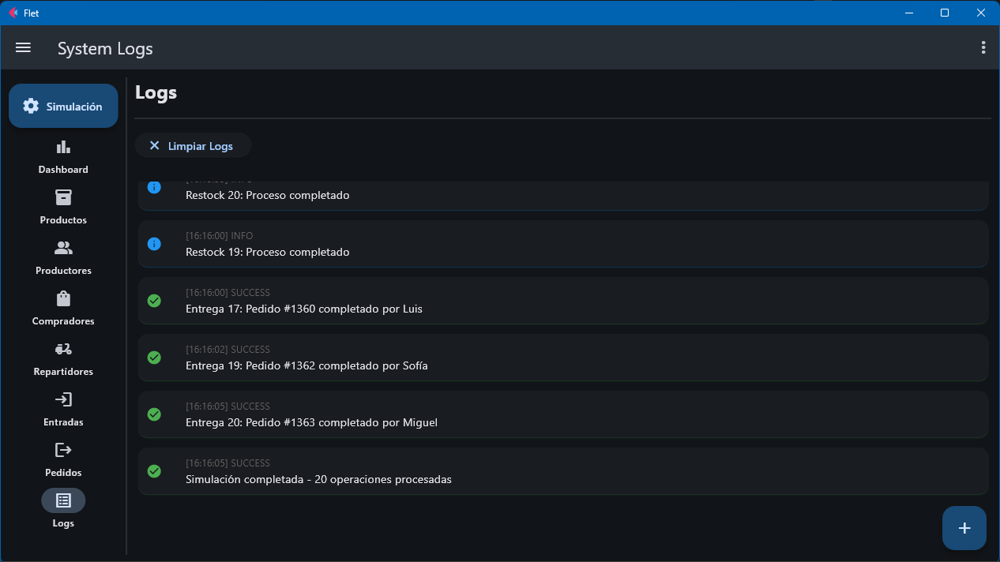 Flet
System Logs
Simulación
Dashboard
Productos
Productores
Compradores
Repartidores
Entradas
Pedidos
Logs
Logs
Limpiar Logs
Restock 20: Proceso completado
[16:16:00] INFO
Restock 19: Proceso completado
[16:16:00] SUCCESS
Entrega 17: Pedido #1360 completado por Luis
[16:16:02] SUCCESS
Entrega 19: Pedido #1362 completado por Sofía
[16:16:05] SUCCESS
Entrega 20: Pedido #1363 completado por Miguel
[16:16:05] SUCCESS
Simulación completada - 20 operaciones procesadas